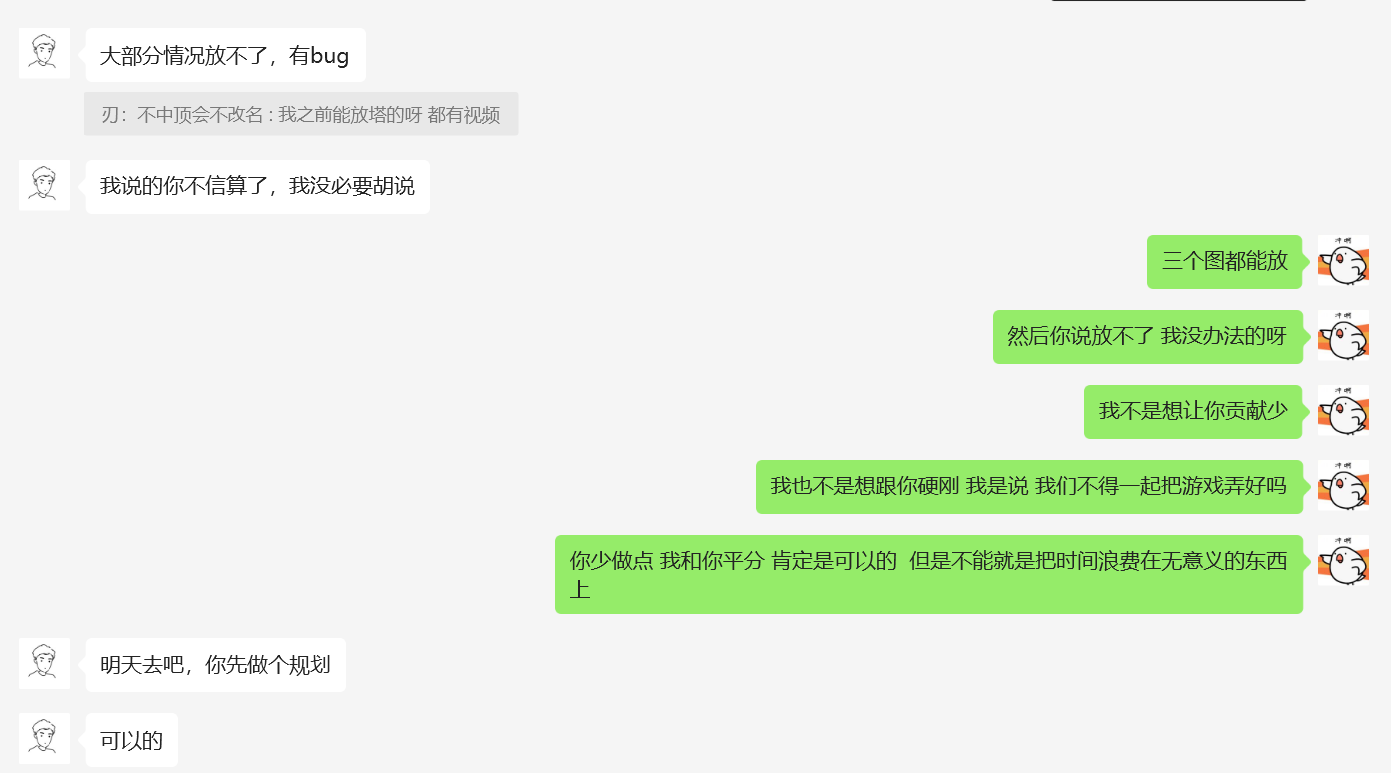 大部分情况放不了，有bug
刃：不中顶会不改名 : 我之前能放塔的呀 都有视频
我说的你不信算了，我没必要胡说
三个图都能放
然后你说放不了 我没办法的呀
我不是想让你贡献少
我也不是想跟你硬刚 我是说 我们不得一起把游戏弄好吗
你少做点 我和你平分 肯定是可以的  但是不能就是把时间浪费在无意义的东西
上
明天去吧，你先做个规划
可以的